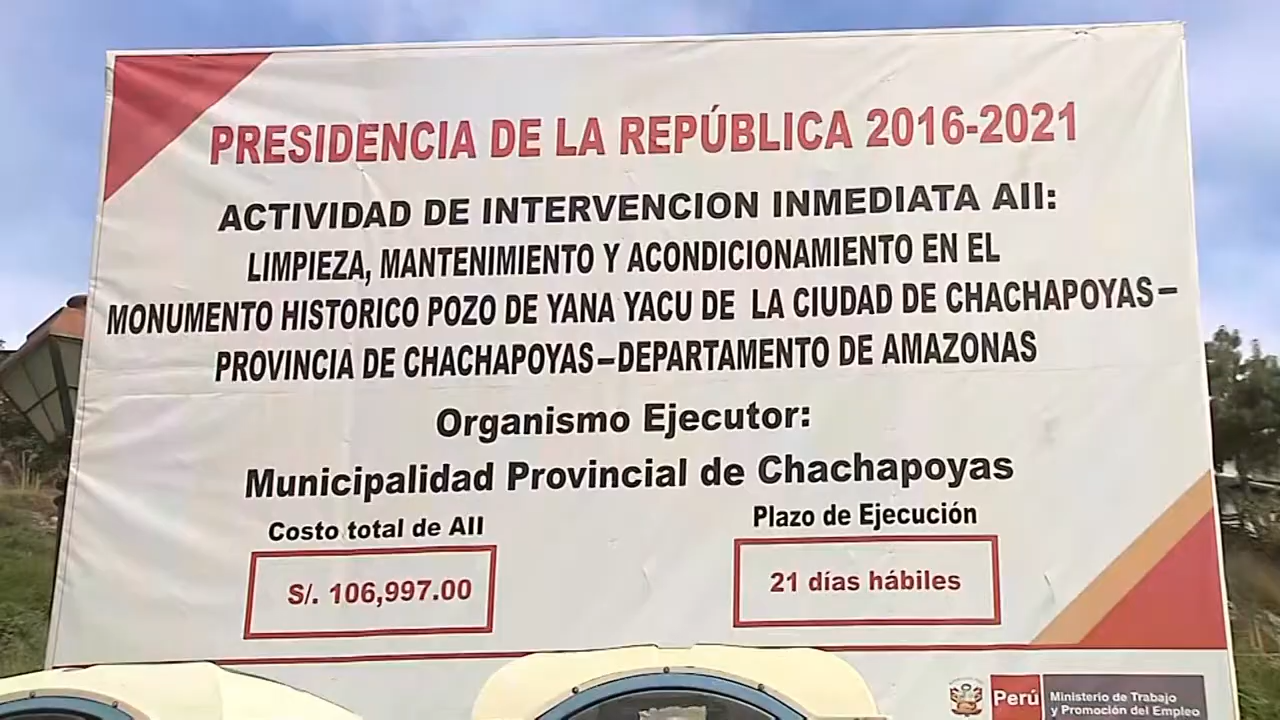 PRESIDENCIA DE LA REPÚBLICA 2016-2021
ACTIVIDAD DE INTERVENCION INMEDIATA AII:
LIMPIEZA, MANTENIMIENTO Y ACONDICIONAMIENTO EN EL
MONUMENTO HISTORICO POZO DE YANA YACU DE LA CIUDAD DE CHACHAPOYAS–
PROVINCIA DE CHACHAPOYAS–DEPARTAMENTO DE AMAZONAS
Organismo Ejecutor:
Municipalidad Provincial de Chachapoyas
Costo total de AII
S/. 106,997.00
Plazo de Ejecución
21 días hábiles
Perú
Ministerio de Trabajo
y Promoción del Empleo